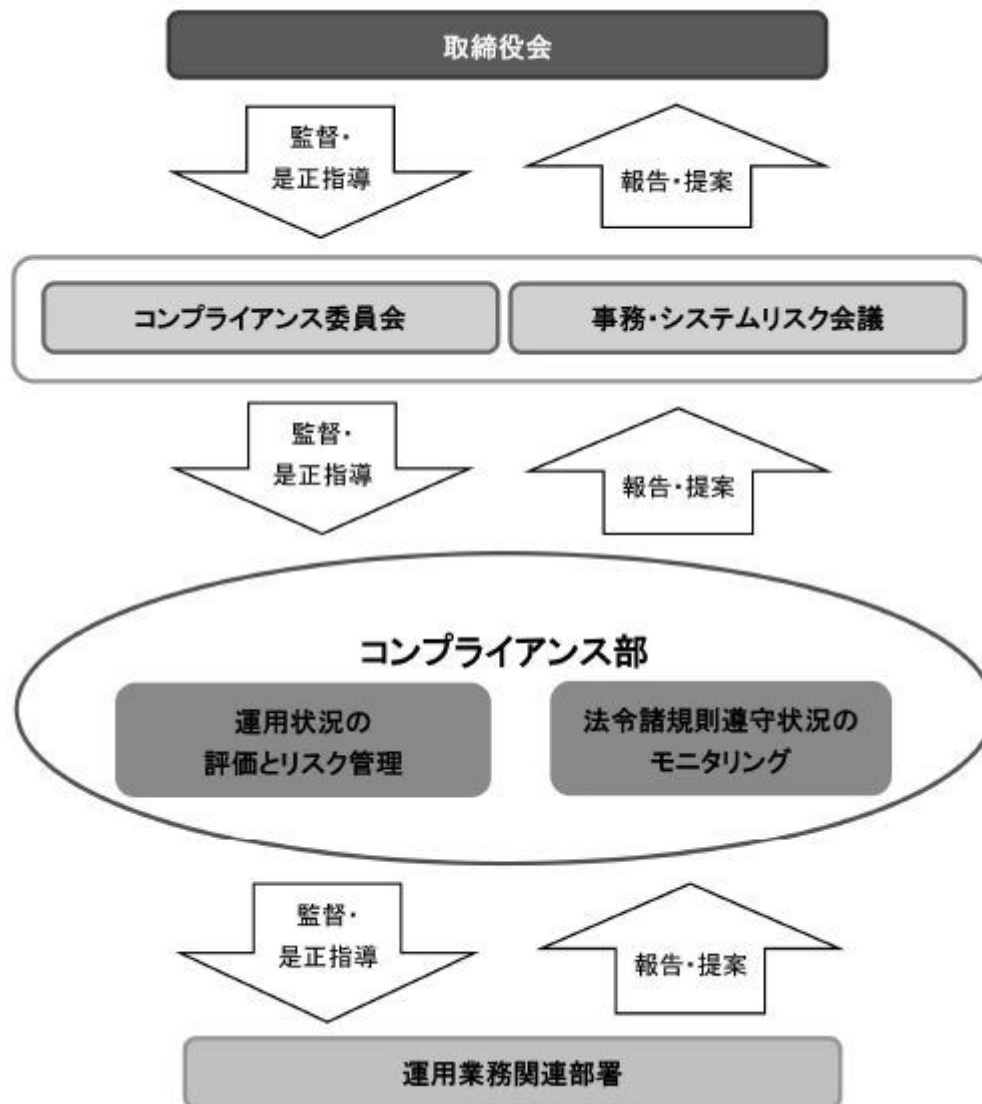 取締役会
監督・
是正指導
報告・提案
コンプライアンス委員会
事務・システムリスク会議
監督・
是正指導
報告・提案
コンプライアンス部
運用状況の
評価とリスク管理
法令諸規則遵守状況の
モニタリング
監督・
是正指導
報告・提案
運用業務関連部署